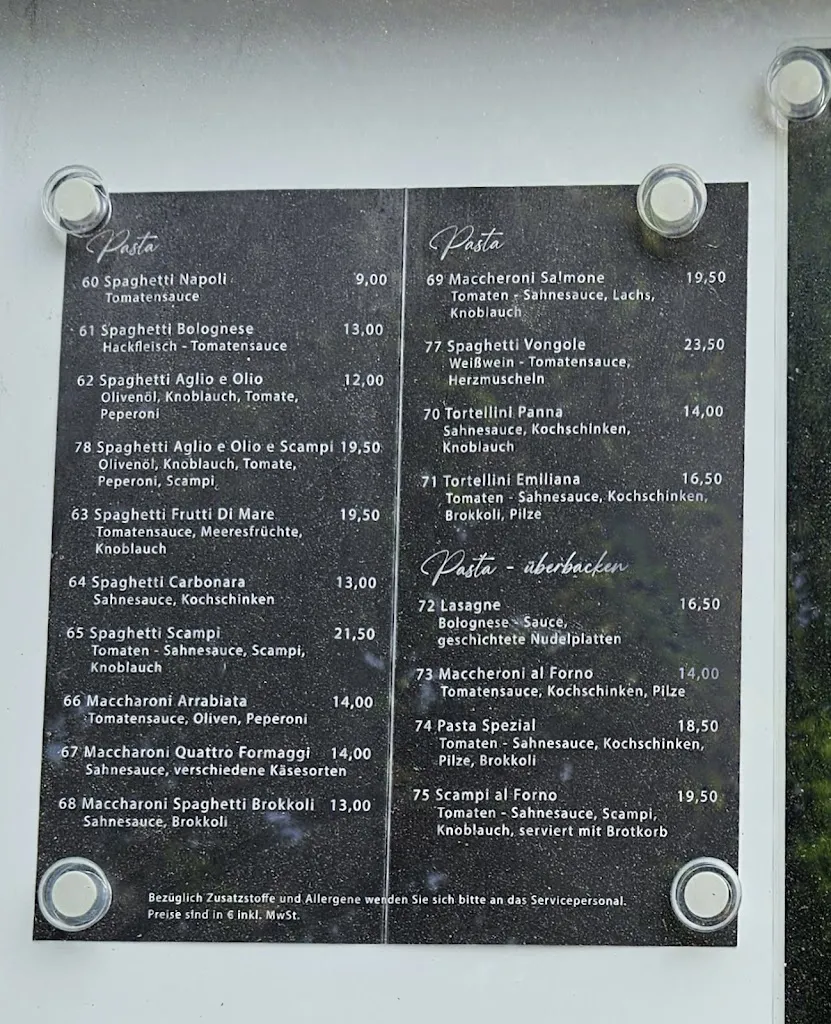 Pasta
60 Spaghetti Napoli 9,00
Tomatensauce
61 Spaghetti Bolognese 13,00
Hackfleisch - Tomatensauce
62 Spaghetti Aglio e Olio 12,00
Olivenöl, Knoblauch, Tomate,
Peperoni
78 Spaghetti Aglio e Olio e Scampi 19,50
Olivenöl, Knoblauch, Tomate,
Peperoni, Scampi
63 Spaghetti Frutti Di Mare 19,50
Tomatensauce, Meeresfrüchte,
Knoblauch
64 Spaghetti Carbonara 13,00
Sahnesauce, Kochschinken
65 Spaghetti Scampi 21,50
Tomaten - Sahnesauce, Scampi,
Knoblauch
66 Maccharoni Arrabiata 14,00
Tomatensauce, Oliven, Peperoni
67 Maccharoni Quattro Formaggi 14,00
Sahnesauce, verschiedene Käsesorten
68 Maccharoni Spaghetti Brokkoli 13,00
Sahnesauce, Brokkoli
Pasta
69 Maccheroni Salmone 19,50
Tomaten - Sahnesauce, Lachs,
Knoblauch
77 Spaghetti Vongole 23,50
Weißwein - Tomatensauce,
Herzmuscheln
70 Tortellini Panna 14,00
Sahnesauce, Kochschinken,
Knoblauch
71 Tortellini Emiliana 16,50
Tomaten - Sahnesauce, Kochschinken,
Brokkoli, Pilze
Pasta - überbacken
72 Lasagne 16,50
Bolognese - Sauce,
geschichtete Nudelplatten
73 Maccheroni al Forno 14,00
Tomatensauce, Kochschinken, Pilze
74 Pasta Spezial 18,50
Tomaten - Sahnesauce, Kochschinken,
Pilze, Brokkoli
75 Scampi al Forno 19,50
Tomaten - Sahnesauce, Scampi,
Knoblauch, serviert mit Brotkorb
Bezüglich Zusatzstoffe und Allergene wenden Sie sich bitte an das Servicepersonal.
Preise sind in € inkl. MwSt.